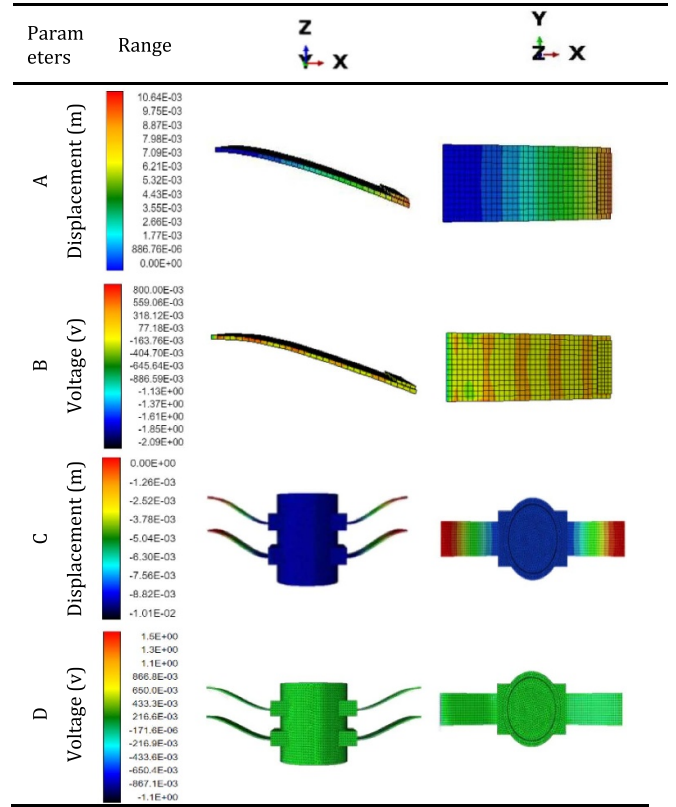 Param
eters
Range
Z
Y X
Y
Z X
A
Displacement (m)
10.64E-03
9.75E-03
8.87E-03
7.98E-03
7.09E-03
6.21E-03
5.32E-03
4.43E-03
3.55E-03
2.66E-03
1.77E-03
886.76E-06
0.00E+00
B
Voltage (v)
800.00E-03
559.06E-03
318.12E-03
77.18E-03
-163.76E-03
-404.70E-03
-645.64E-03
-886.59E-03
-1.13E+00
-1.37E+00
-1.61E+00
-1.85E+00
-2.09E+00
C
Displacement (m)
0.00E+00
-1.26E-03
-2.52E-03
-3.78E-03
-5.04E-03
-6.30E-03
-7.56E-03
-8.82E-03
-1.01E-02
D
Voltage (v)
1.5E+00
1.3E+00
1.1E+00
866.8E-03
650.0E-03
433.3E-03
216.6E-03
-171.6E-06
-216.9E-03
-433.6E-03
-650.4E-03
-867.1E-03
-1.1E+00